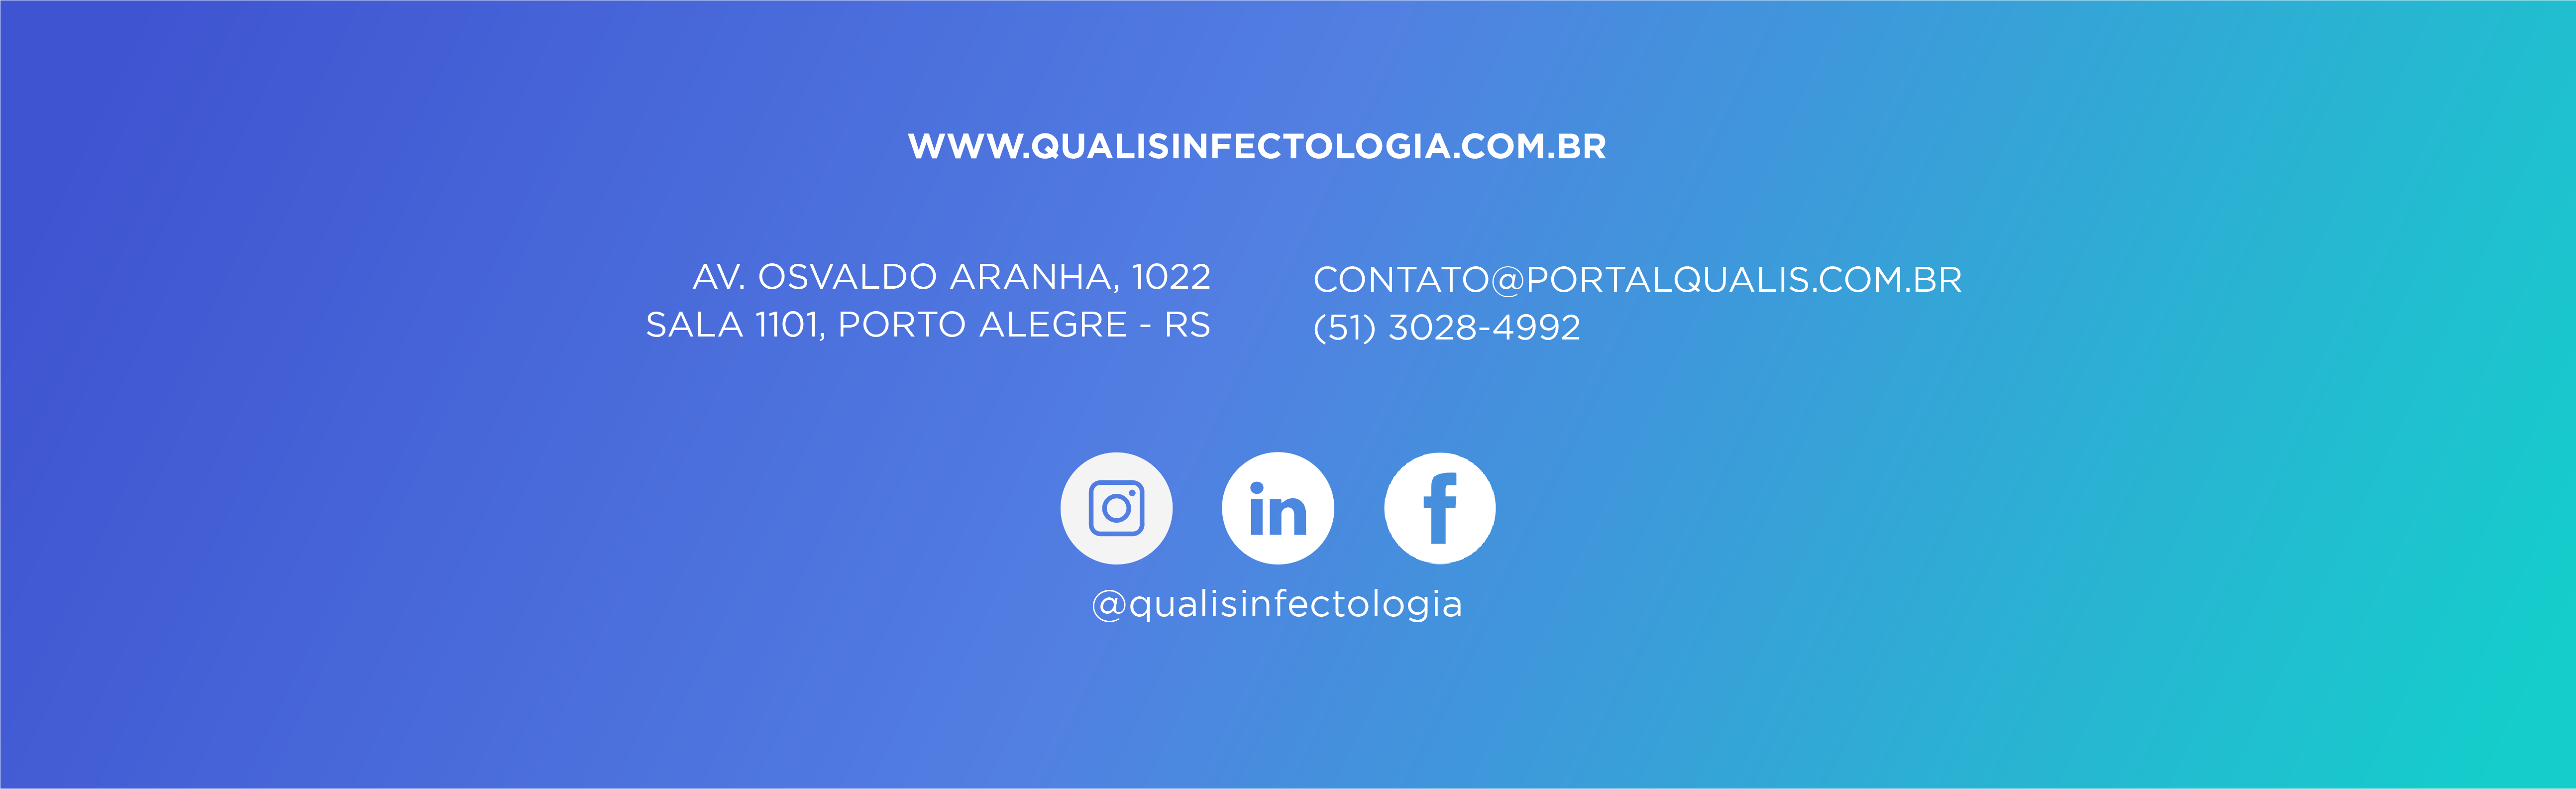 WWW.QUALISINFECTOLOGIA.COM.BR
AV. OSVALDO ARANHA, 1022
SALA 1101, PORTO ALEGRE - RS
CONTATO@PORTALQUALIS.COM.BR
(51) 3028-4992
in
f
@qualisinfectologia